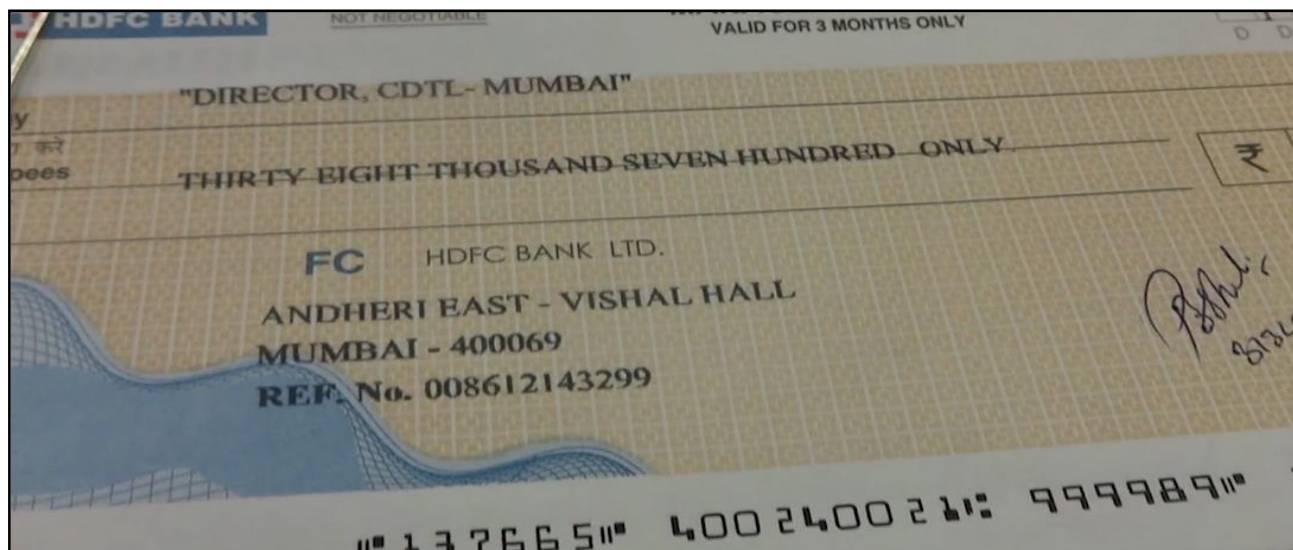 HDFC BANK
NOT NEGOTIABLE
VALID FOR 3 MONTHS ONLY
D D
"DIRECTOR, CDTL- MUMBAI"
करे
THIRTY EIGHT THOUSAND SEVEN HUNDRED ONLY
₹
FC HDFC BANK LTD.
ANDHERI EAST - VISHAL HALL
MUMBAI - 400069
REF. No. 008612143299
⑈137665⑈ 400240021⑆ 999989⑈